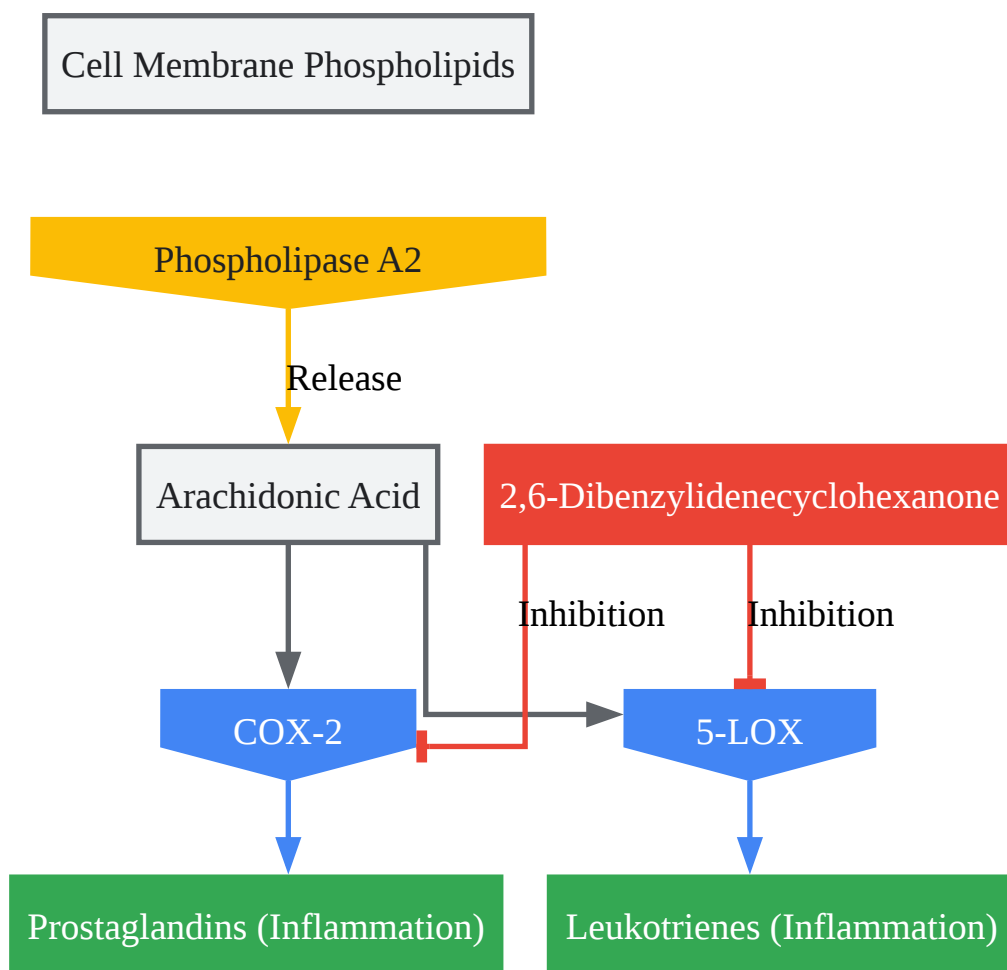 Cell Membrane Phospholipids
Phospholipase A2
Release
Arachidonic Acid
2,6-Dibenzylidenecyclohexanone
Inhibition
Inhibition
COX-2
5-LOX
Prostaglandins (Inflammation)
Leukotrienes (Inflammation)